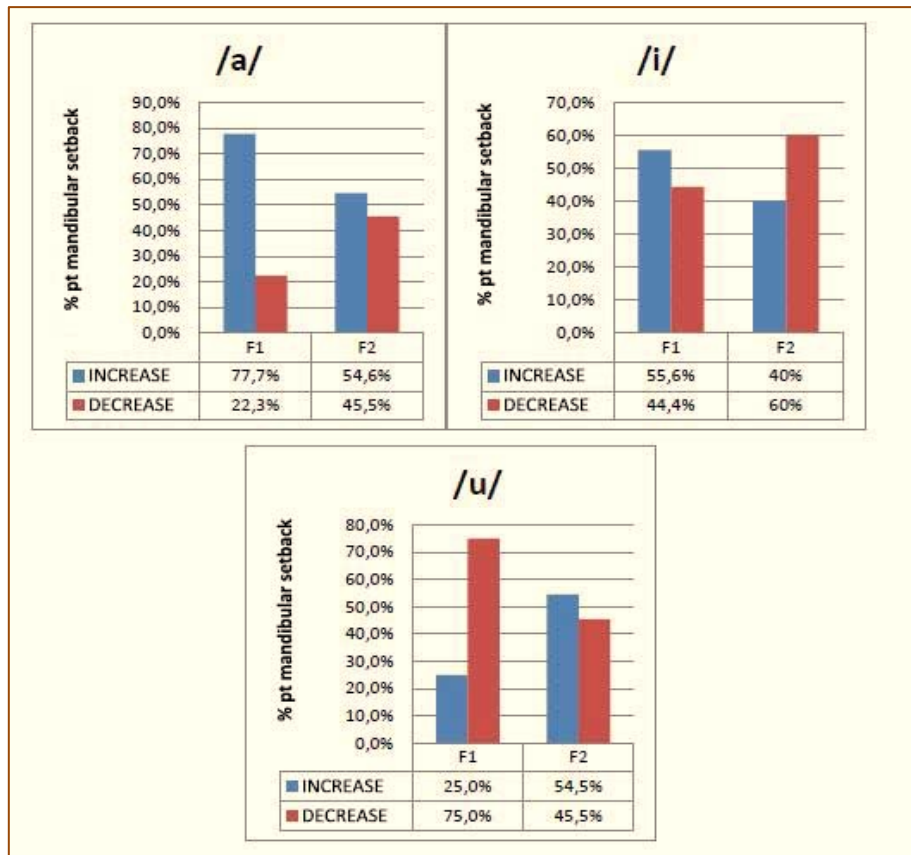 /a/
% pt mandibular setback
90,0%
80,0%
70,0%
60,0%
50,0%
40,0%
30,0%
20,0%
10,0%
0,0%
F1 F2
INCREASE 77,7% 54,6%
DECREASE 22,3% 45,5%
/i/
% pt mandibular setback
70,0%
60,0%
50,0%
40,0%
30,0%
20,0%
10,0%
0,0%
F1 F2
INCREASE 55,6% 40%
DECREASE 44,4% 60%
/u/
% pt mandibular setback
80,0%
70,0%
60,0%
50,0%
40,0%
30,0%
20,0%
10,0%
0,0%
F1 F2
INCREASE 25,0% 54,5%
DECREASE 75,0% 45,5%